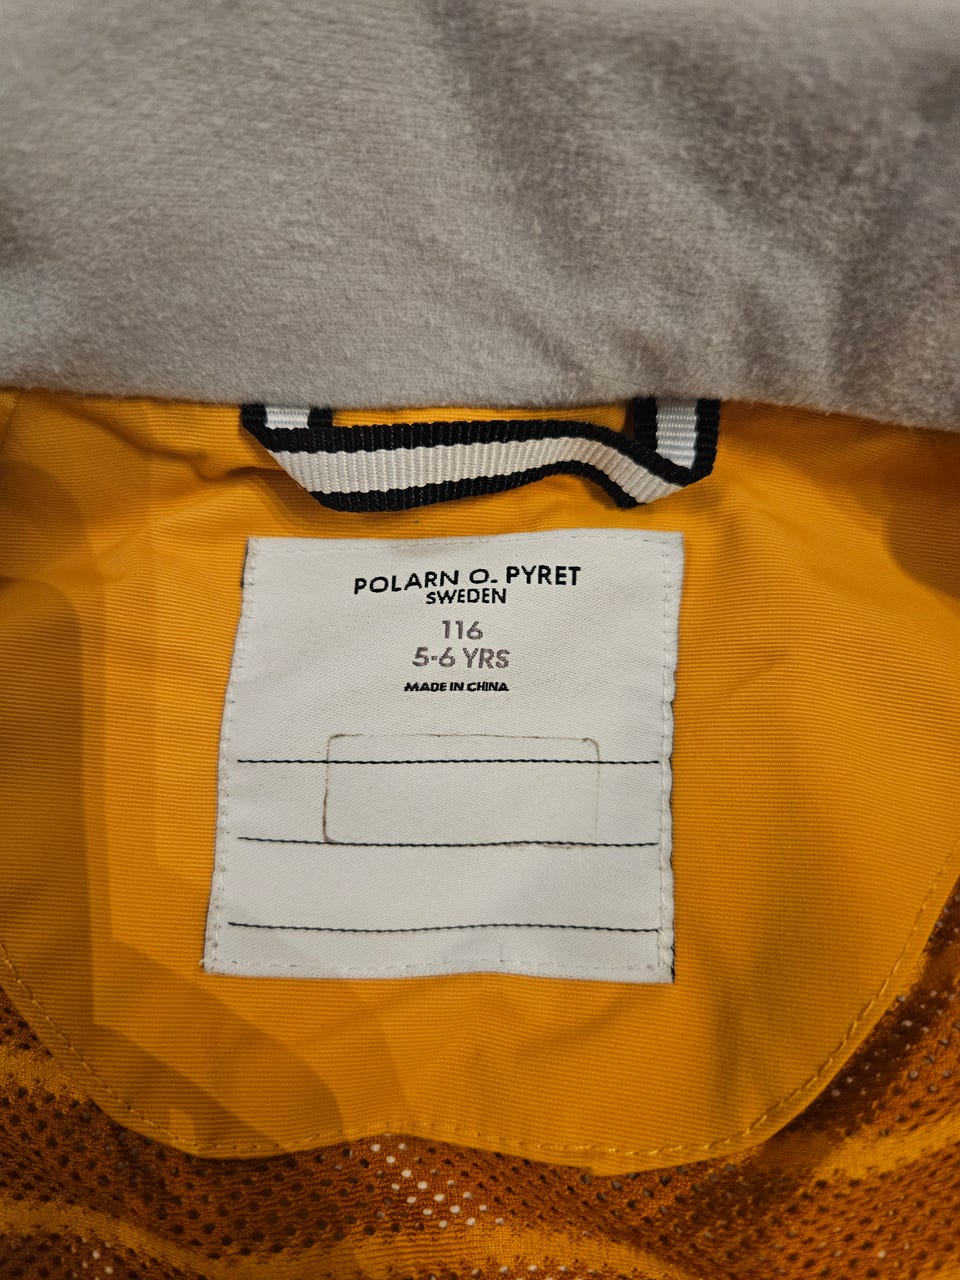 POLARN O. PYRET
SWEDEN
116
5-6 YRS
MADE IN CHINA